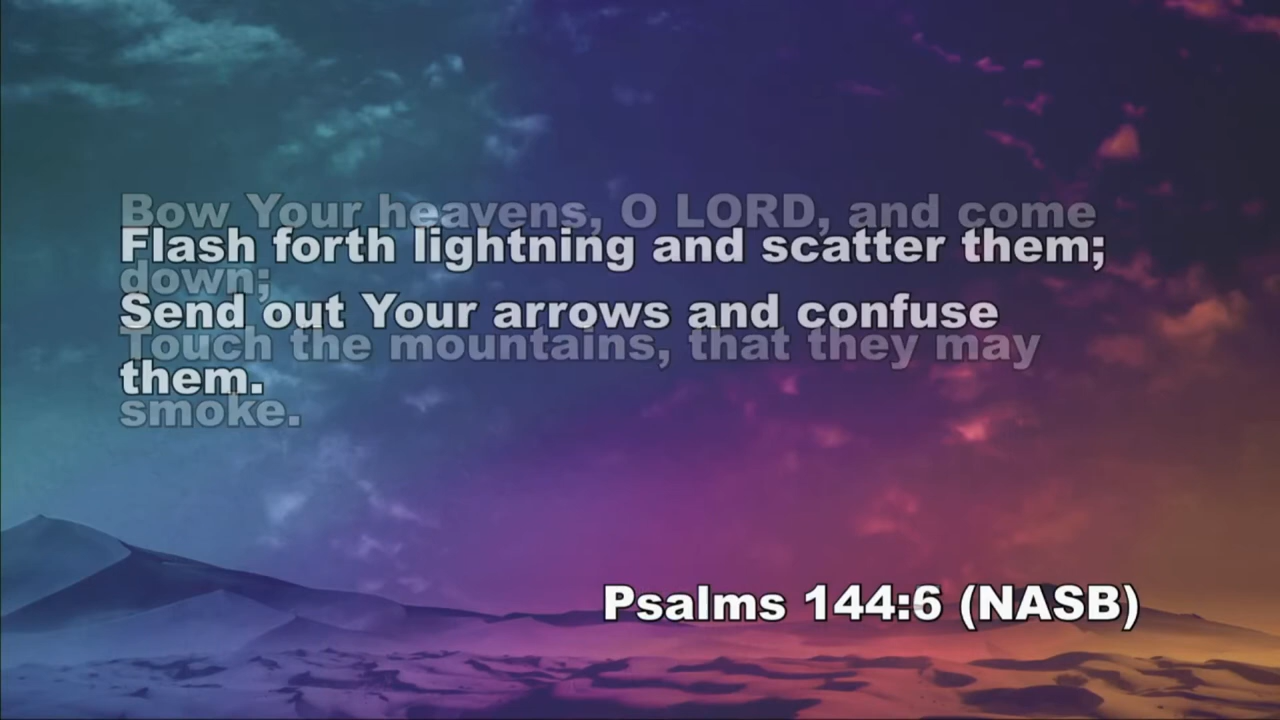 Bow Your heavens, O LORD, and come
Flash forth lightning and scatter them;
down;
Send out Your arrows and confuse
Touch the mountains, that they may
them.
smoke.
Psalms 144:6 (NASB)